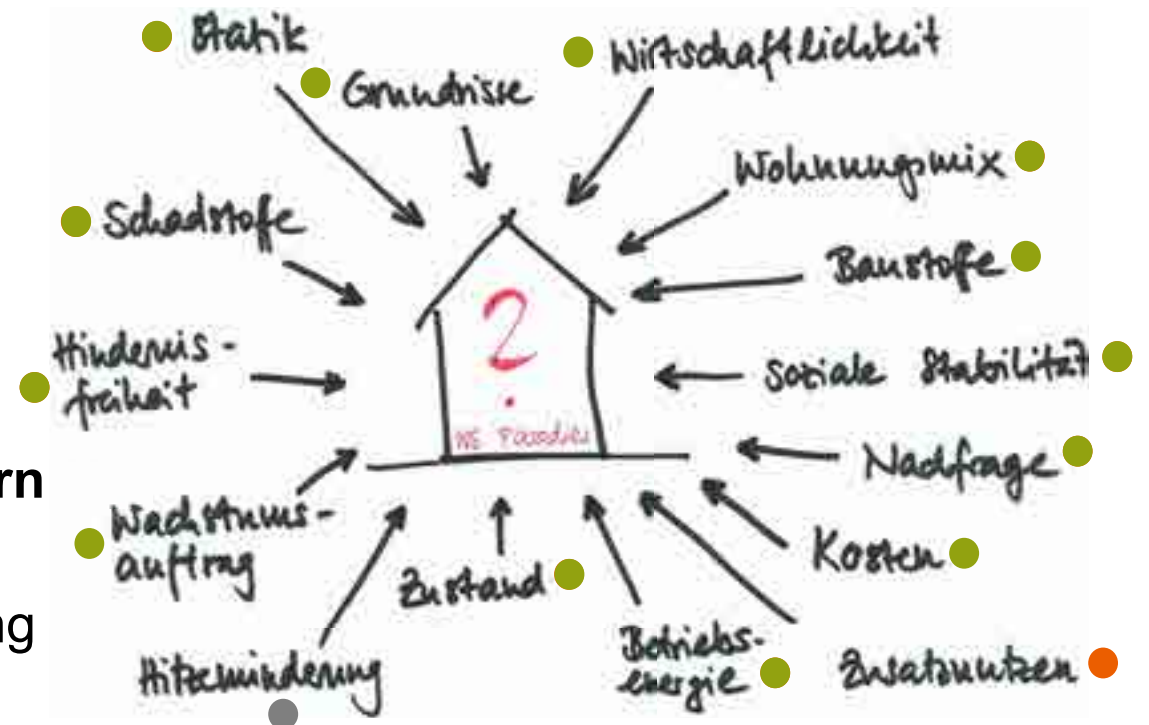 Statik
Grundrisse
Wirtschaftlichkeit
Wohnungsmix
Schadstoffe
Baustoffe
?
Hindernis-
freiheit
soziale Stabilität
WE
rn
Nachfrage
Wachstums-
auftrag
Kosten
Zustand
ng
Betriebs-
energie
Zusatznutzen
Hitzeminderung